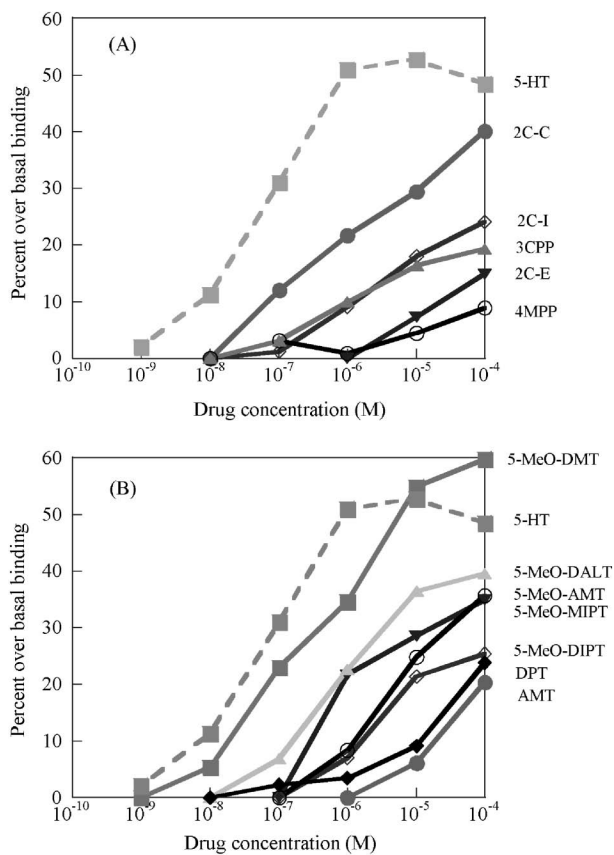 (A)
60
50
40
30
20
10
0
Percent over basal binding
5-HT
2C-C
2C-I
3CPP
2C-E
4MPP
10⁻¹⁰ 10⁻⁹ 10⁻⁸ 10⁻⁷ 10⁻⁶ 10⁻⁵ 10⁻⁴
Drug concentration (M)
(B)
60
50
40
30
20
10
0
Percent over basal binding
5-MeO-DMT
5-HT
5-MeO-DALT
5-MeO-AMT
5-MeO-MIPT
5-MeO-DIPT
DPT
AMT
10⁻¹⁰ 10⁻⁹ 10⁻⁸ 10⁻⁷ 10⁻⁶ 10⁻⁵ 10⁻⁴
Drug concentration (M)